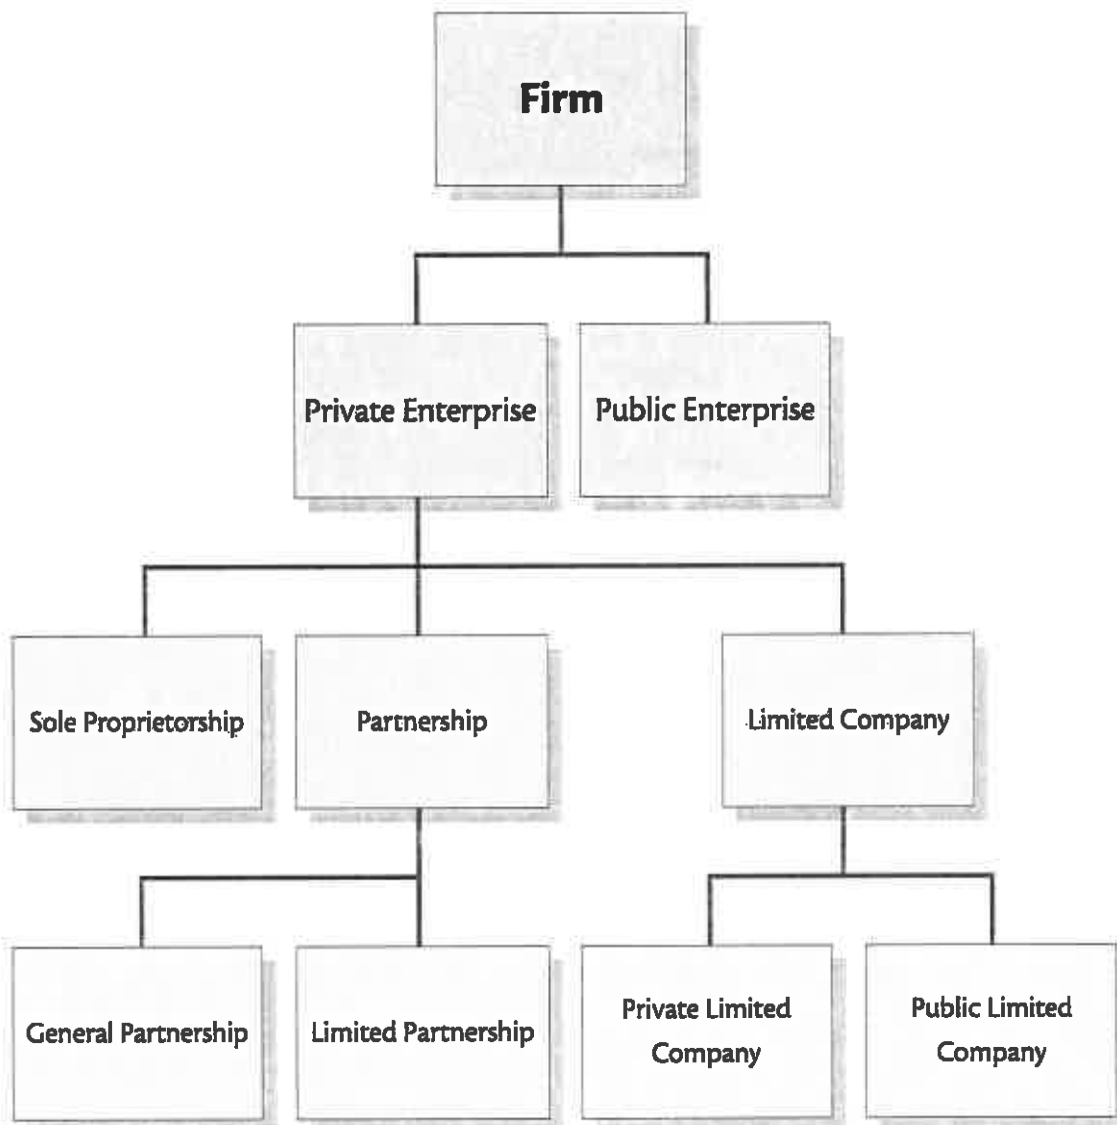 Firm
Private Enterprise
Public Enterprise
Sole Proprietorship
Partnership
Limited Company
General Partnership
Limited Partnership
Private Limited
Company
Public Limited
Company